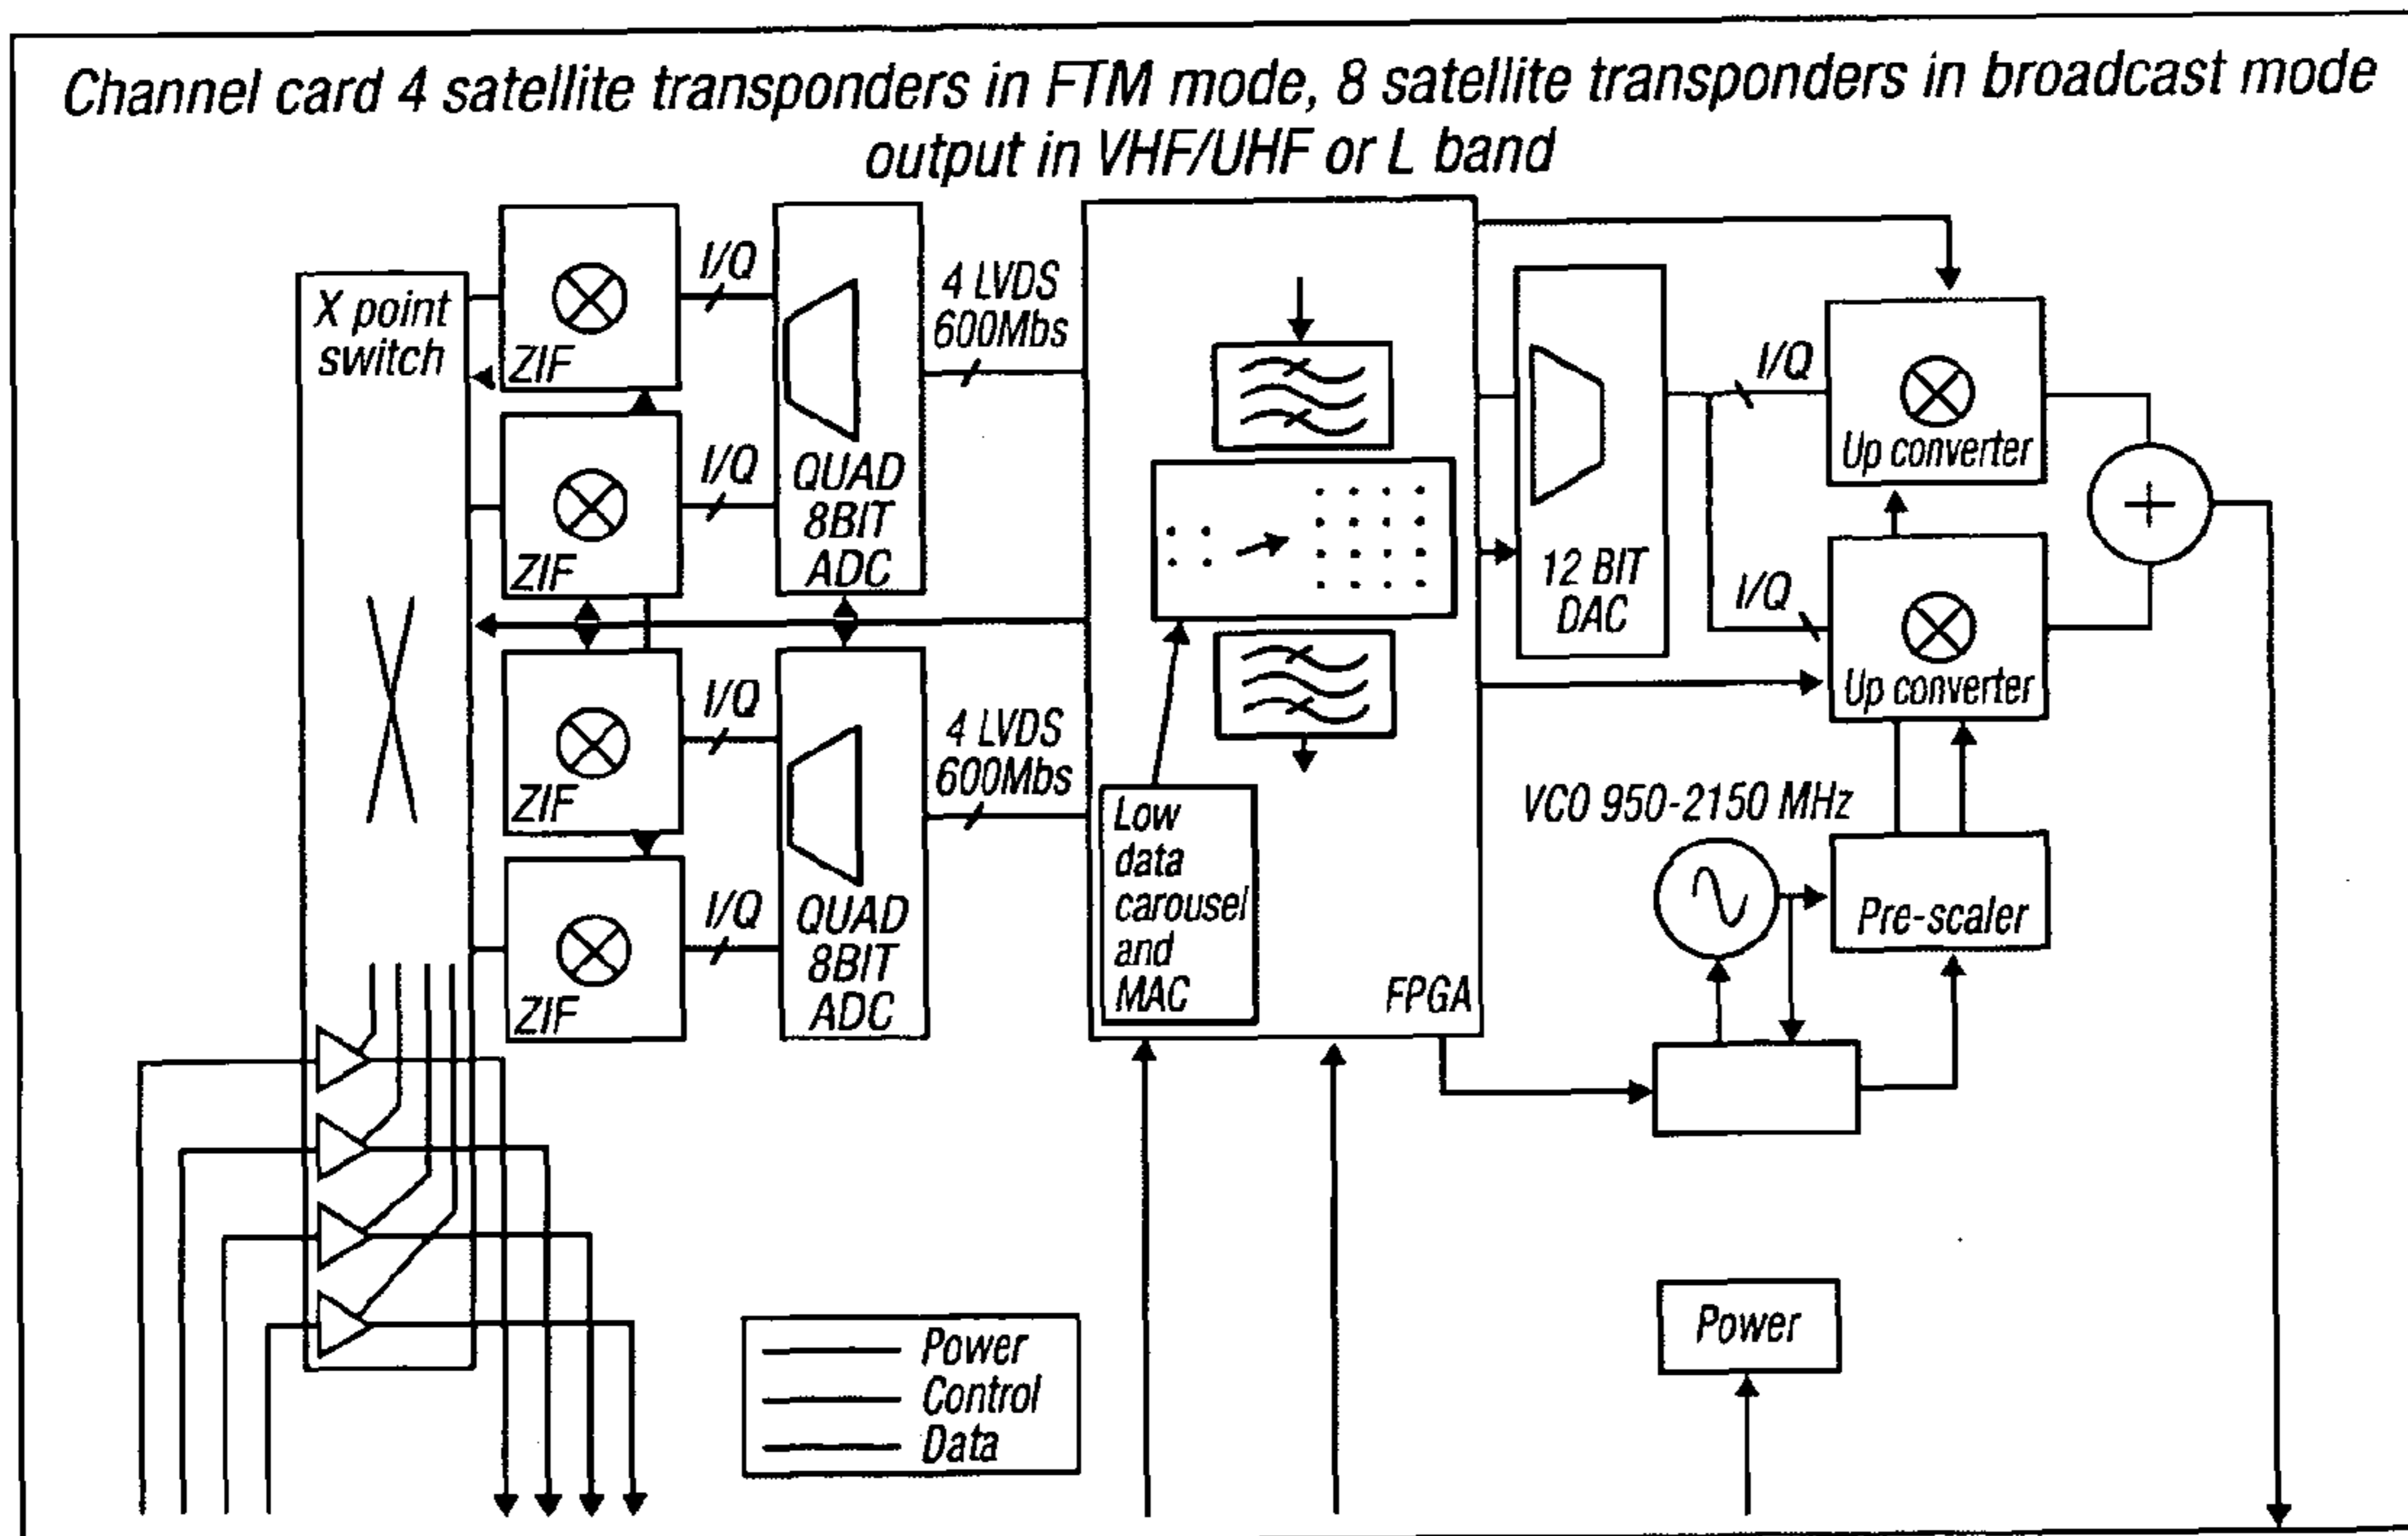 Channel card 4 satellite transponders in FTM mode, 8 satellite transponders in broadcast mode
output in VHF/UHF or L band
X point
switch
ZIF
I/Q
QUAD
8BIT
ADC
4 LVDS
600Mbs
ZIF
I/Q
ZIF
I/Q
QUAD
8BIT
ADC
4 LVDS
600Mbs
ZIF
I/Q
Low
data
carousel
and
MAC
FPGA
12 BIT
DAC
I/Q
Up converter
I/Q
Up converter
VCO 950-2150 MHz
Pre-scaler
Power
Power
Control
Data